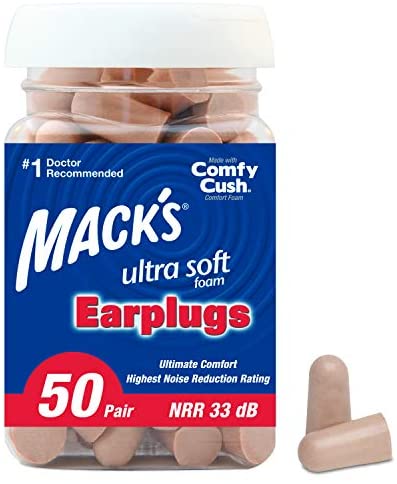 #1 Doctor
Recommended
Made with
Comfy
Cush®
Comfort Foam
MACK'S®
ultra soft
foam
Earplugs
Ultimate Comfort
Highest Noise Reduction Rating
50 Pair
NRR 33 dB